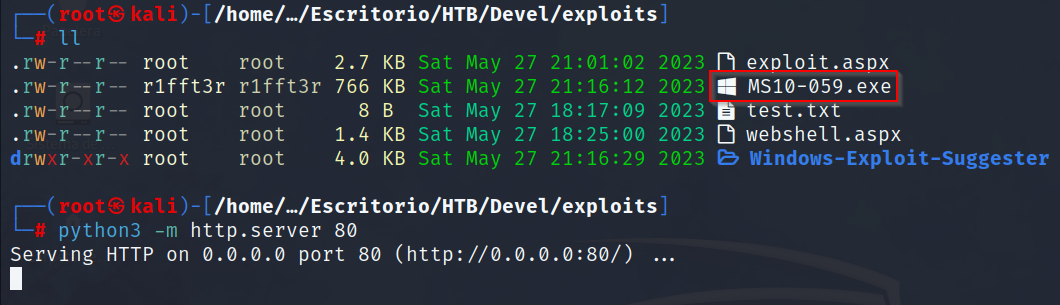 ┌──(root㉿kali)-[/home/…/Escritorio/HTB/Devel/exploits]
└─# ll
.rw-r--r-- root    root    2.7 KB Sat May 27 21:01:02 2023 exploit.aspx
.rw-r--r-- r1fft3r r1fft3r 766 KB Sat May 27 21:16:12 2023 MS10-059.exe
.rw-r--r-- root    root      8 B  Sat May 27 18:17:09 2023 test.txt
.rw-r--r-- root    root    1.4 KB Sat May 27 18:25:00 2023 webshell.aspx
drwxr-xr-x root    root    4.0 KB Sat May 27 21:16:29 2023 Windows-Exploit-Suggester
┌──(root㉿kali)-[/home/…/Escritorio/HTB/Devel/exploits]
└─# python3 -m http.server 80
Serving HTTP on 0.0.0.0 port 80 (http://0.0.0.0:80/) ...